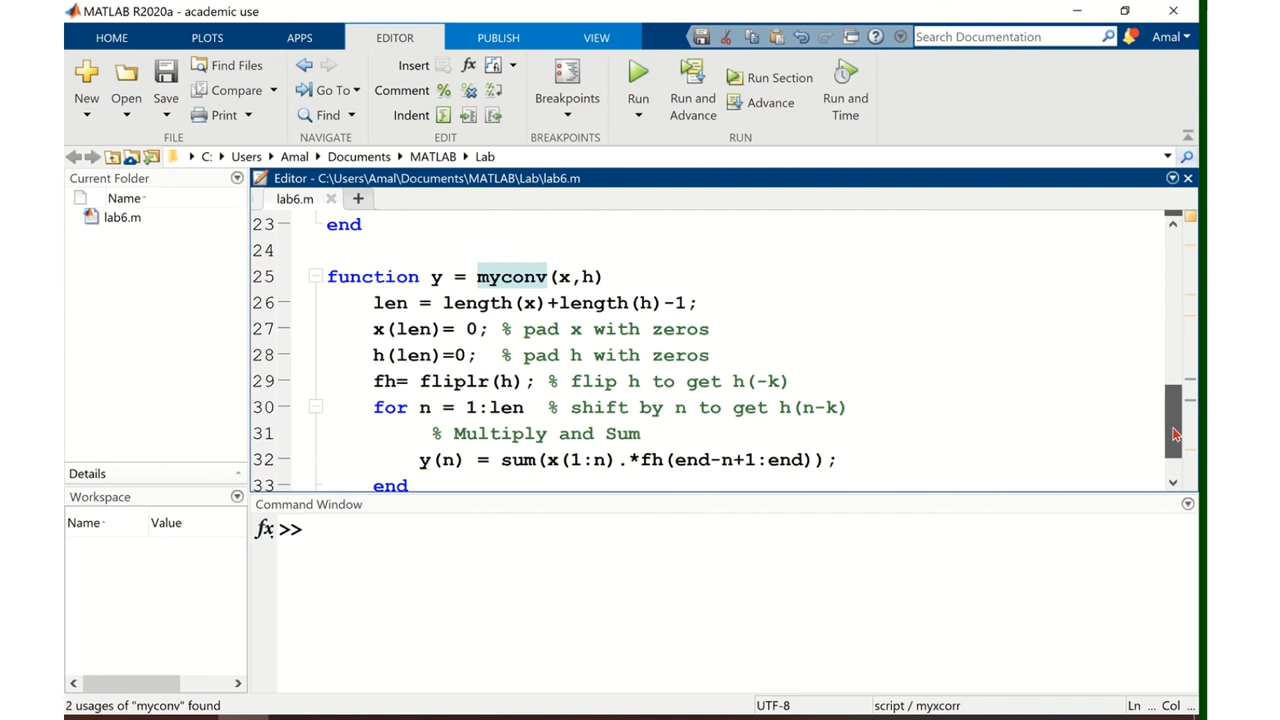 MATLAB R2020a - academic use
HOME PLOTS APPS EDITOR PUBLISH VIEW Search Documentation Amal
New Open Save Find Files Compare Print
Go To Find
Insert fx
Comment %
Indent
Breakpoints
Run Run and Advance Run Section Advance Run and Time
FILE NAVIGATE EDIT BREAKPOINTS RUN
C: Users Amal Documents MATLAB Lab
Current Folder
Name
lab6.m
Details
Workspace
Name Value
Editor - C:\Users\Amal\Documents\MATLAB\Lab\lab6.m
lab6.m +
23 end
24
25 function y = myconv(x,h)
26 len = length(x)+length(h)-1;
27 x(len)= 0; % pad x with zeros
28 h(len)=0; % pad h with zeros
29 fh= fliplr(h); % flip h to get h(-k)
30 for n = 1:len % shift by n to get h(n-k)
31 % Multiply and Sum
32 y(n) = sum(x(1:n).*fh(end-n+1:end));
33 end
Command Window
fx >>
2 usages of "myconv" found UTF-8 script / myxcorr Ln ... Col ...